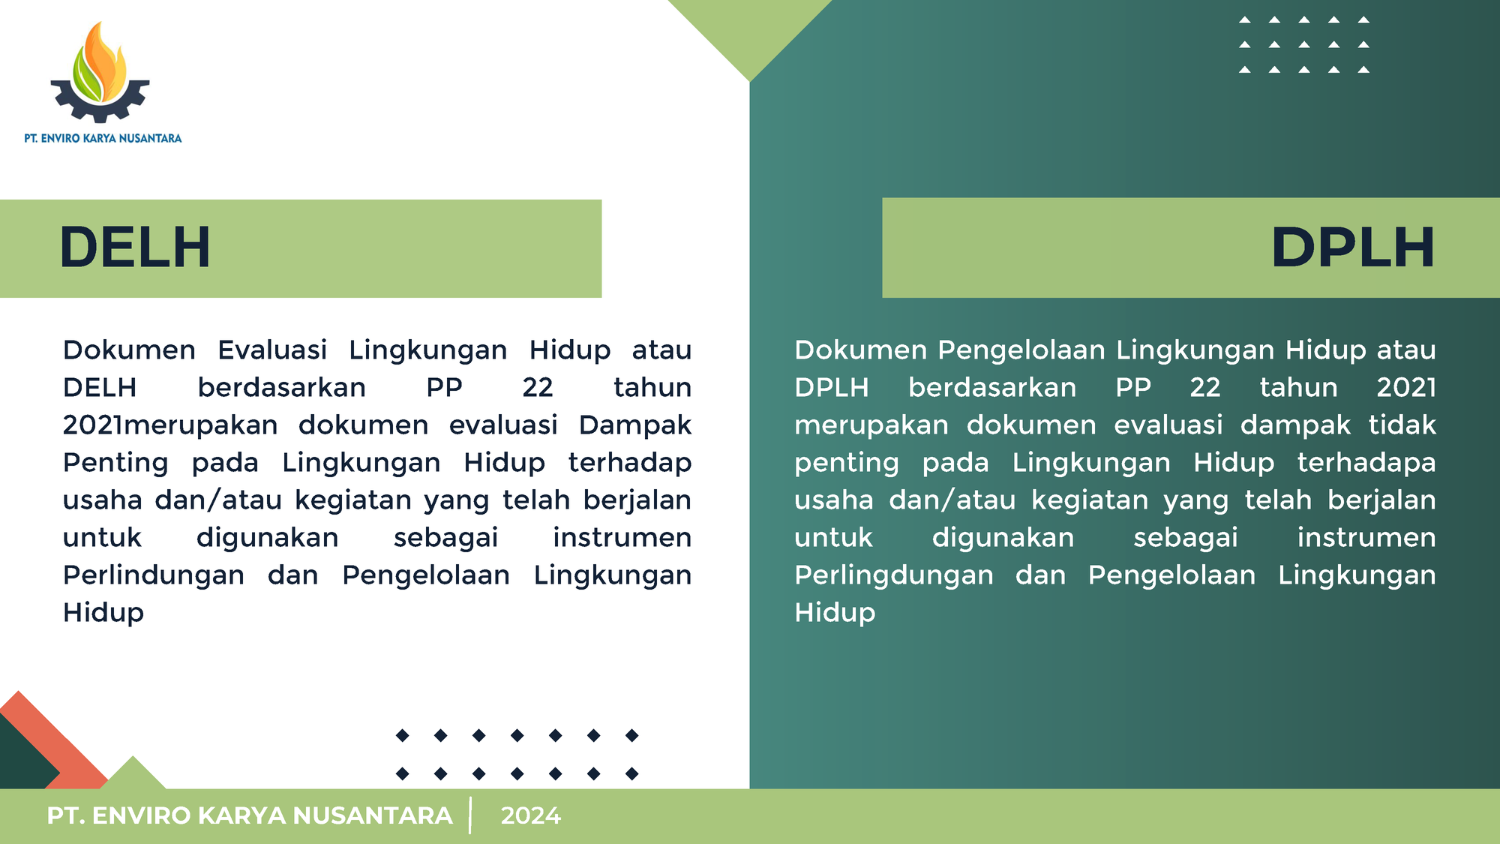 PT. ENVIRO KARYA NUSANTARA
DELH
Dokumen Evaluasi Lingkungan Hidup atau
DELH berdasarkan PP 22 tahun
2021merupakan dokumen evaluasi Dampak
Penting pada Lingkungan Hidup terhadap
usaha dan/atau kegiatan yang telah berjalan
untuk digunakan sebagai instrumen
Perlindungan dan Pengelolaan Lingkungan
Hidup
DPLH
Dokumen Pengelolaan Lingkungan Hidup atau
DPLH berdasarkan PP 22 tahun 2021
merupakan dokumen evaluasi dampak tidak
penting pada Lingkungan Hidup terhadapa
usaha dan/atau kegiatan yang telah berjalan
untuk digunakan sebagai instrumen
Perlingdungan dan Pengelolaan Lingkungan
Hidup
PT. ENVIRO KARYA NUSANTARA 2024